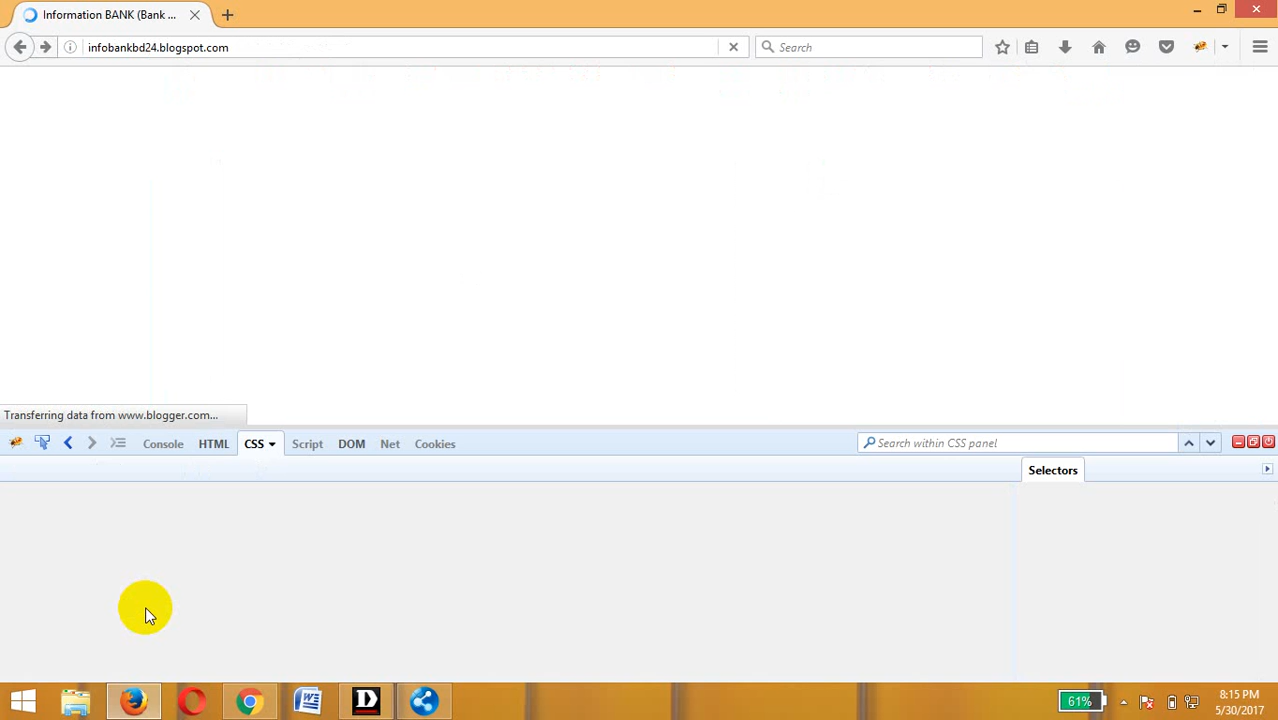 Information BANK (Bank ...
infobankbd24.blogspot.com
Search
Transferring data from www.blogger.com...
Console HTML CSS Script DOM Net Cookies
Search within CSS panel
Selectors
61%
8:15 PM
5/30/2017